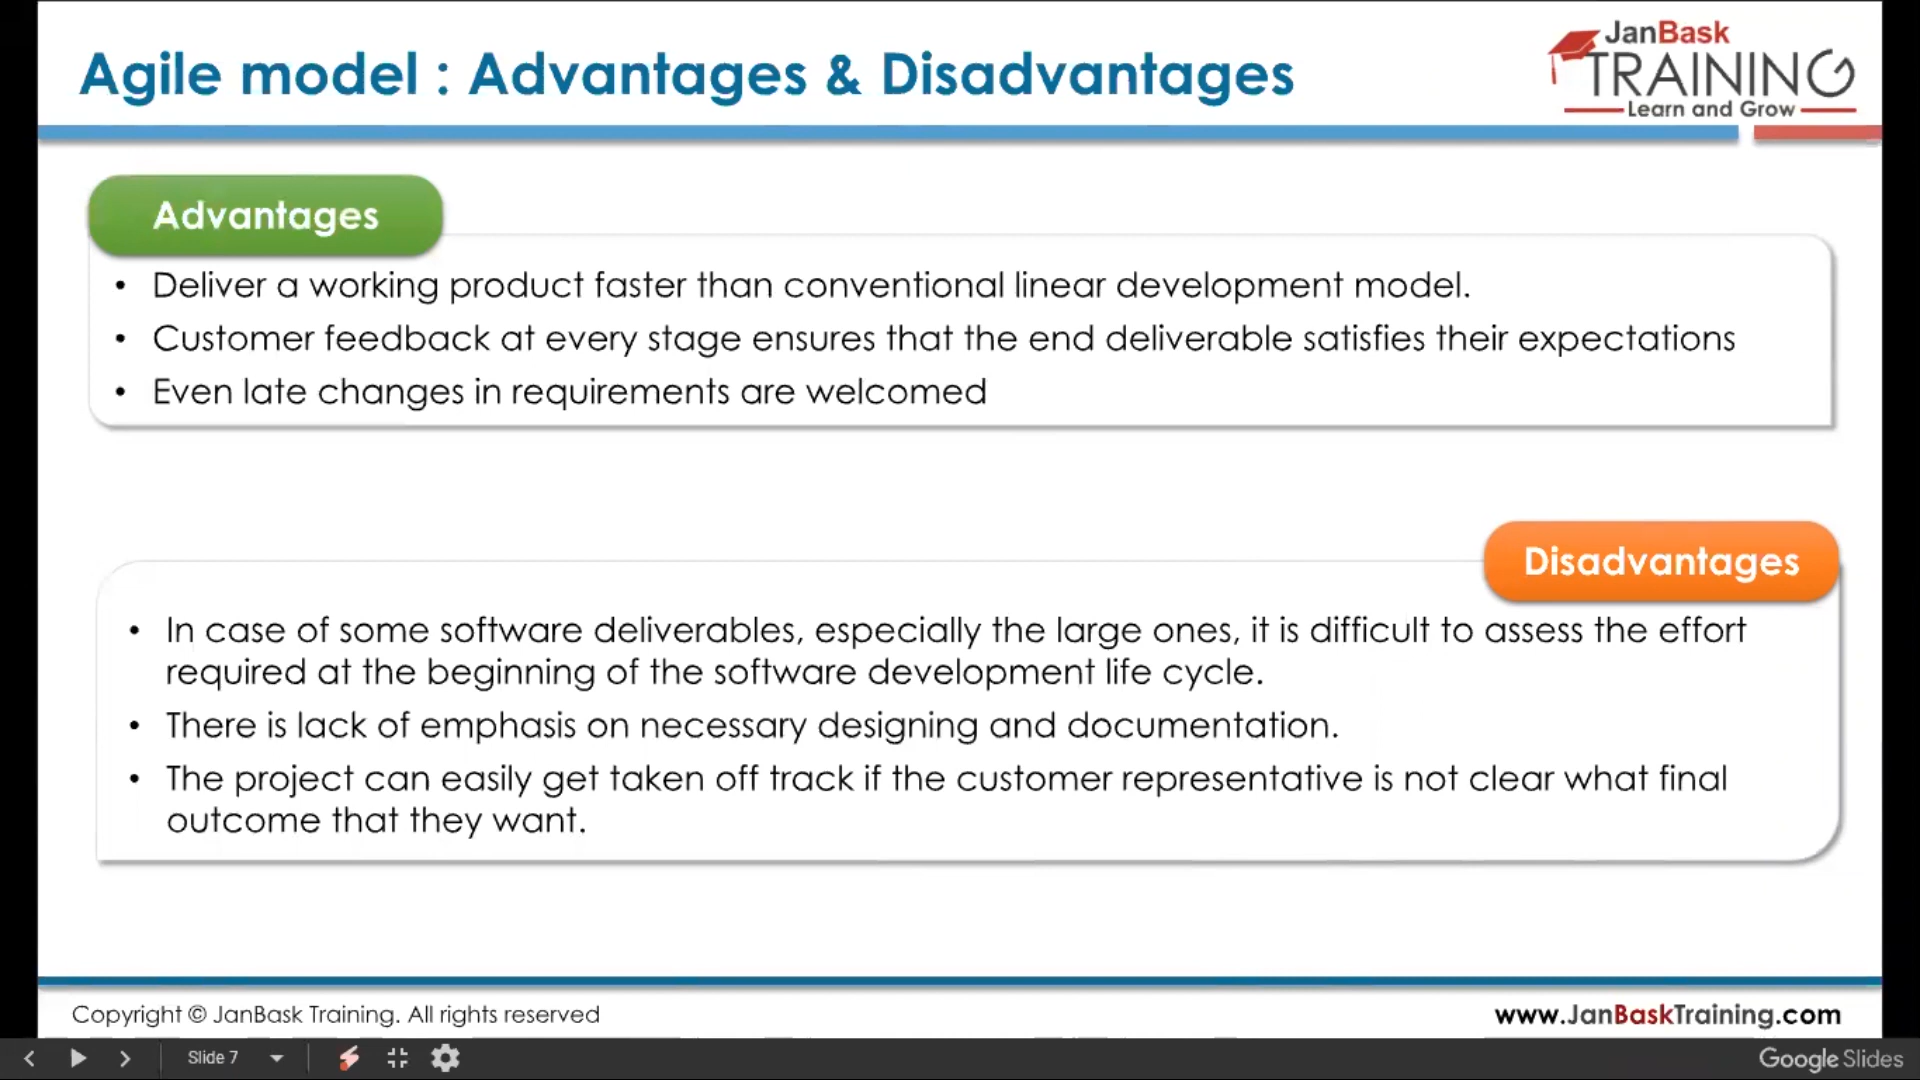 Agile model : Advantages & Disadvantages
JanBask
TRAINING
Learn and Grow
Advantages
• Deliver a working product faster than conventional linear development model.
• Customer feedback at every stage ensures that the end deliverable satisfies their expectations
• Even late changes in requirements are welcomed
Disadvantages
• In case of some software deliverables, especially the large ones, it is difficult to assess the effort
required at the beginning of the software development life cycle.
• There is lack of emphasis on necessary designing and documentation.
• The project can easily get taken off track if the customer representative is not clear what final
outcome that they want.
Copyright © JanBask Training. All rights reserved
www.JanBaskTraining.com
Slide 7
Google Slides